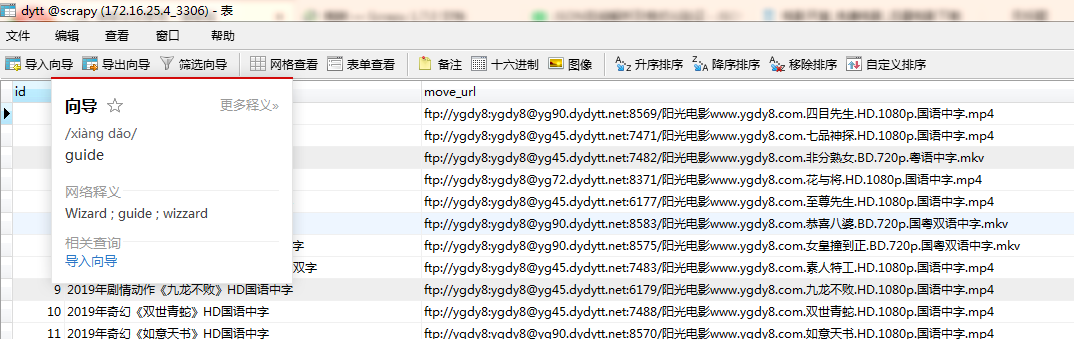 dytt @scrapy (172.16.25.4_3306) - 表
文件 编辑 查看 窗口 帮助
导入向导 导出向导 筛选向导 网格查看 表单查看 备注 十六进制 图像 升序排序 降序排序 移除排序 自定义排序
id move_url
向导 更多释义»
/xiàng dǎo/
guide
网络释义
Wizard ; guide ; wizzard
相关查询
导入向导
ftp://ygdy8:ygdy8@yg90.dydytt.net:8569/阳光电影www.ygdy8.com.四目先生.HD.1080p.国语中字.mp4
ftp://ygdy8:ygdy8@yg45.dydytt.net:7471/阳光电影www.ygdy8.com.七品神探.HD.1080p.国语中字.mp4
ftp://ygdy8:ygdy8@yg45.dydytt.net:7482/阳光电影www.ygdy8.com.非分熟女.BD.720p.粤语中字.mkv
ftp://ygdy8:ygdy8@yg72.dydytt.net:8371/阳光电影www.ygdy8.com.花与将.HD.1080p.国语中字.mp4
ftp://ygdy8:ygdy8@yg45.dydytt.net:6177/阳光电影www.ygdy8.com.至尊先生.HD.1080p.国语中字.mp4
ftp://ygdy8:ygdy8@yg90.dydytt.net:8583/阳光电影www.ygdy8.com.恭喜八婆.BD.720p.国粤双语中字.mkv
字 ftp://ygdy8:ygdy8@yg90.dydytt.net:8575/阳光电影www.ygdy8.com.女皇撞到正.BD.720p.国粤双语中字.mkv
双字 ftp://ygdy8:ygdy8@yg45.dydytt.net:7483/阳光电影www.ygdy8.com.素人特工.HD.1080p.国语中字.mp4
9 2019年剧情动作《九龙不败》HD国语中字 ftp://ygdy8:ygdy8@yg45.dydytt.net:6179/阳光电影www.ygdy8.com.九龙不败.HD.1080p.国语中字.mp4
10 2019年奇幻《双世青蛇》HD国语中字 ftp://ygdy8:ygdy8@yg45.dydytt.net:7488/阳光电影www.ygdy8.com.双世青蛇.HD.1080p.国语中字.mp4
11 2019年奇幻《如意天书》HD国语中字 ftp://ygdy8:ygdy8@yg90.dydytt.net:8570/阳光电影www.ygdy8.com.如意天书.HD.1080p.国语中字.mp4